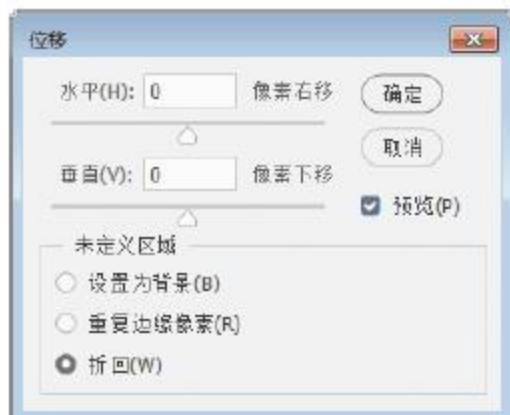 位移
水平(H): 0 像素右移 确定
取消
垂直(V): 0 像素下移
预览(P)
未定义区域
设置为背景(B)
重复边缘像素(R)
折回(W)